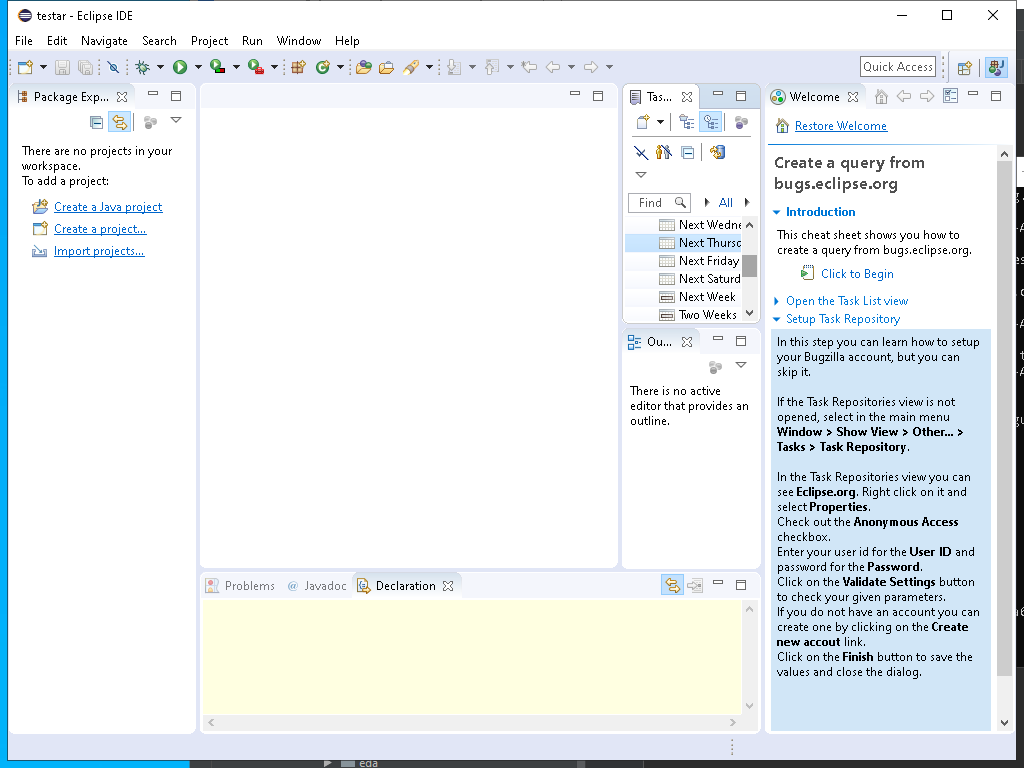 testar - Eclipse IDE
File Edit Navigate Search Project Run Window Help
Quick Access
Package Exp...
There are no projects in your
workspace.
To add a project:
Create a Java project
Create a project...
Import projects...
Tas...
Find
All
Next Wedne
Next Thursd
Next Friday
Next Saturd
Next Week
Two Weeks
Ou...
There is no active
editor that provides an
outline.
Problems @ Javadoc Declaration
Welcome
Restore Welcome
Create a query from
bugs.eclipse.org
Introduction
This cheat sheet shows you how to
create a query from bugs.eclipse.org.
Click to Begin
Open the Task List view
Setup Task Repository
In this step you can learn how to setup
your Bugzilla account, but you can
skip it.
If the Task Repositories view is not
opened, select in the main menu
Window > Show View > Other... >
Tasks > Task Repository.
In the Task Repositories view you can
see Eclipse.org. Right click on it and
select Properties.
Check out the Anonymous Access
checkbox.
Enter your user id for the User ID and
password for the Password.
Click on the Validate Settings button
to check your given parameters.
If you do not have an account you can
create one by clicking on the Create
new accout link.
Click on the Finish button to save the
values and close the dialog.
eda